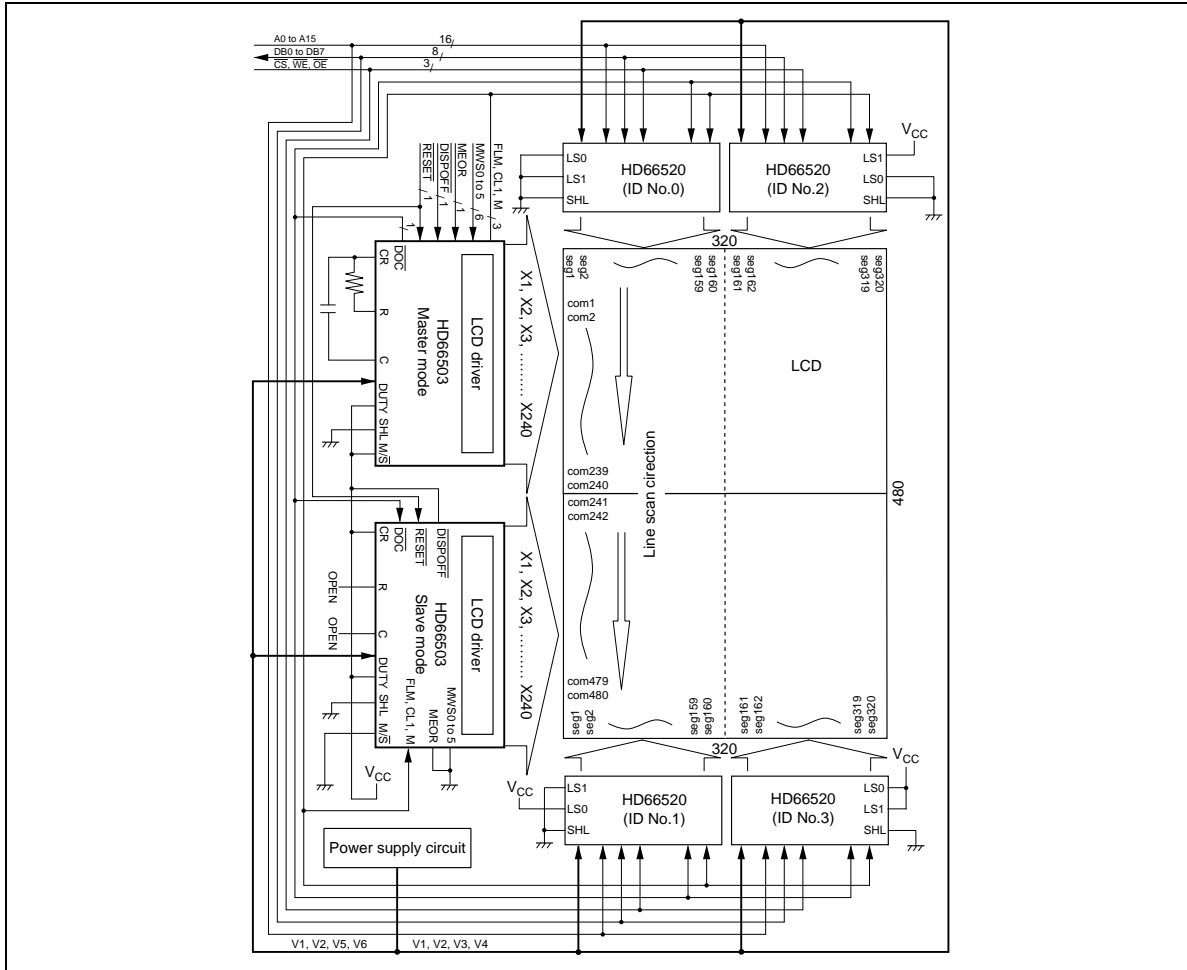 A0 to A15 16
DB0 to DB7 8
CS, WE, OE 3
RESET 1
DISPOFF 1
MEOR 1
MWS0 to 5 6
FLM, CL1, M 3
1
LS0
LS1
SHL
HD66520
(ID No.0)
HD66520
(ID No.2)
LS1
LS0
SHL
VCC
320
CR
R
C
DUTY
SHL
M/S
DOC
HD66503
Master mode
LCD driver
X1, X2, X3, .......... X240
seg1
seg2
seg159
seg160
seg161
seg162
seg319
seg320
com1
com2
LCD
Line scan cirection
com239
com240
com241
com242
480
CR
R
C
DUTY
SHL
M/S
OPEN
OPEN
DOC
RESET
DISPOFF
HD66503
Slave mode
LCD driver
FLM, CL1, M
MEOR
MWS0 to 5
X1, X2, X3, .......... X240
com479
com480
seg1
seg2
seg159
seg160
seg161
seg162
seg319
seg320
320
VCC
VCC
VCC
LS1
LS0
SHL
HD66520
(ID No.1)
HD66520
(ID No.3)
LS0
LS1
SHL
Power supply circuit
V1, V2, V5, V6
V1, V2, V3, V4